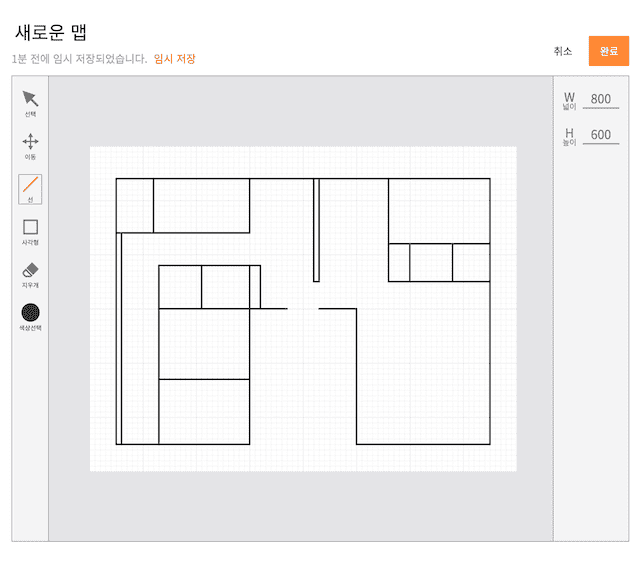 새로운 맵
1분 전에 임시 저장되었습니다. 임시 저장
취소
완료
선택
이동
선
사각형
지우개
색상선택
W 800
넓이
H 600
높이